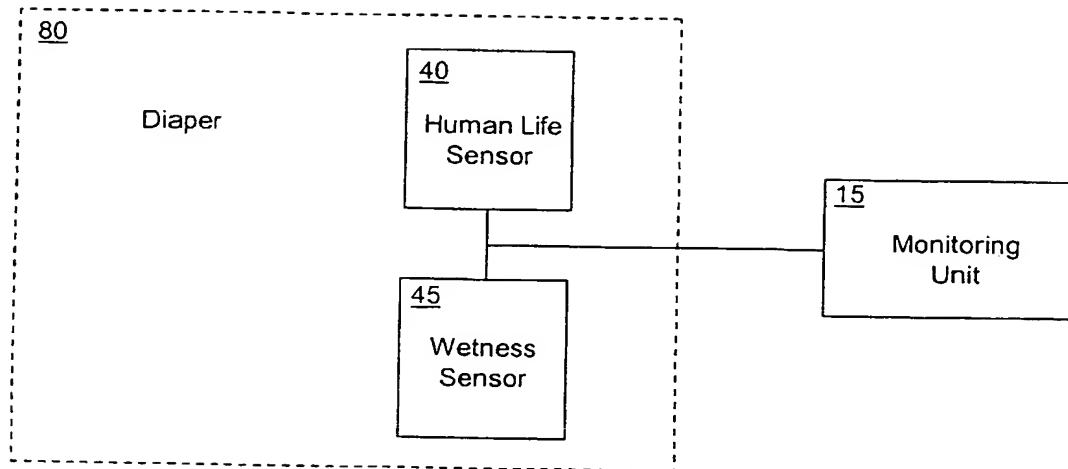 80
Diaper
40
Human Life
Sensor
15
Monitoring
Unit
45
Wetness
Sensor